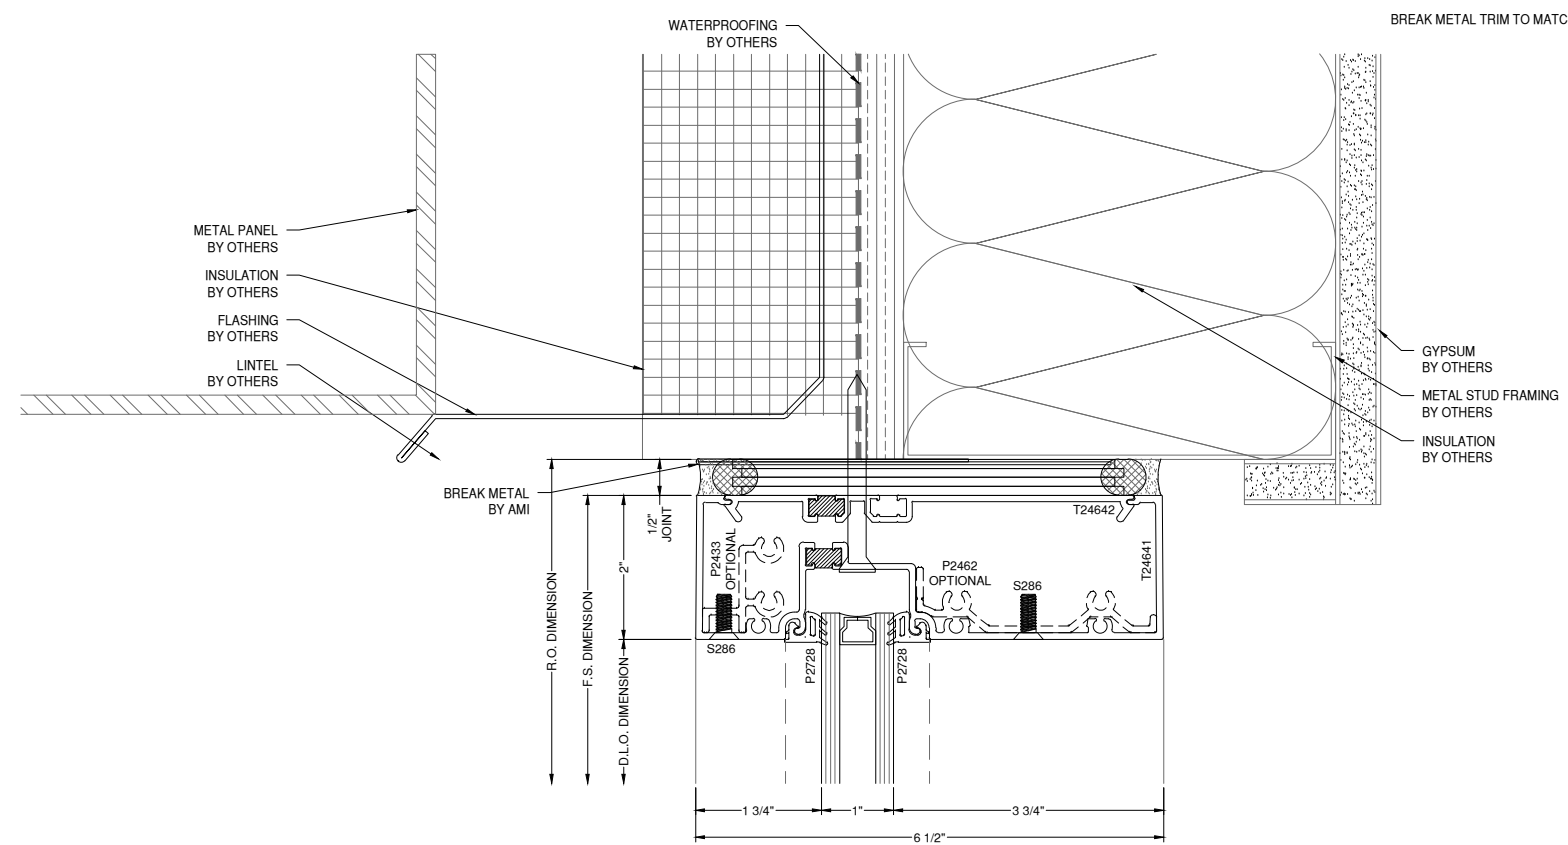 BREAK METAL TRIM TO MATC
WATERPROOFING
BY OTHERS
METAL PANEL
BY OTHERS
INSULATION
BY OTHERS
FLASHING
BY OTHERS
LINTEL
BY OTHERS
GYPSUM
BY OTHERS
METAL STUD FRAMING
BY OTHERS
INSULATION
BY OTHERS
BREAK METAL
BY AMI
1/2"
JOINT
2"
R.O. DIMENSION
F.S. DIMENSION
D.L.O. DIMENSION
P2433
OPTIONAL
T24642
T24641
P2462
OPTIONAL
S286
S286
P2728
P2728
1 3/4"
1"
3 3/4"
6 1/2"